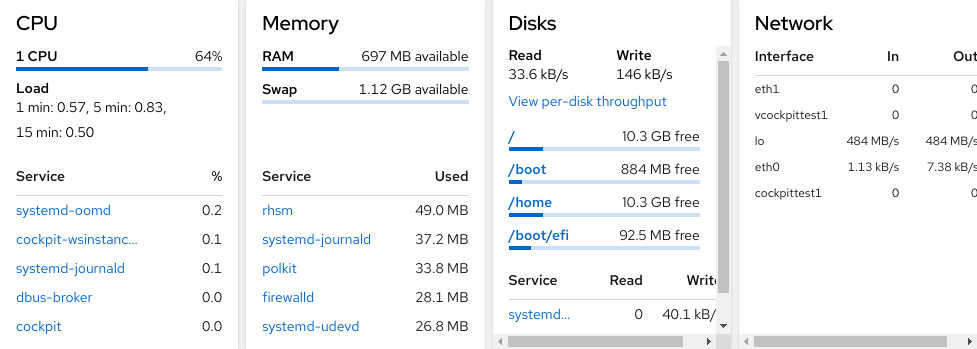 CPU
1 CPU 64%
Load
1 min: 0.57, 5 min: 0.83,
15 min: 0.50
Service %
systemd-oomd 0.2
cockpit-wsinstanc... 0.1
systemd-journald 0.1
dbus-broker 0.0
cockpit 0.0
Memory
RAM 697 MB available
Swap 1.12 GB available
Service Used
rhsm 49.0 MB
systemd-journald 37.2 MB
polkit 33.8 MB
firewalld 28.1 MB
systemd-udevd 26.8 MB
Disks
Read Write
33.6 kB/s 146 kB/s
View per-disk throughput
/ 10.3 GB free
/boot 884 MB free
/home 10.3 GB free
/boot/efi 92.5 MB free
Service Read Write
systemd... 0 40.1 kB/
Network
Interface In Out
eth1 0 0
vcockpittest1 0 0
lo 484 MB/s 484 MB/s
eth0 1.13 kB/s 7.38 kB/s
cockpittest1 0 0